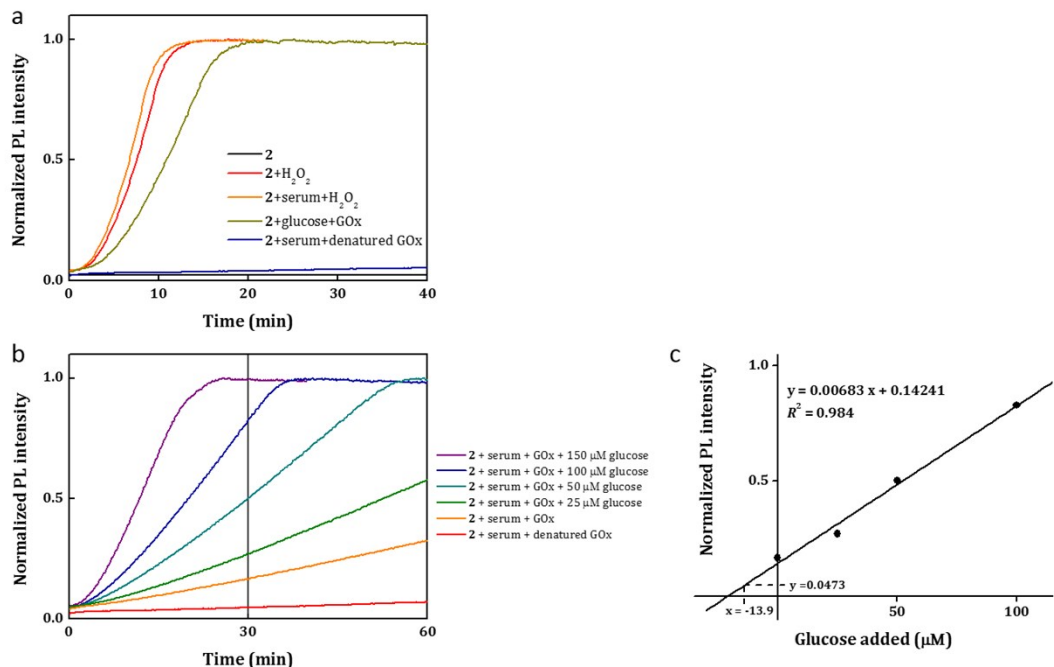 a
Normalized PL intensity
1.0
0.5
0.0
2
2+H₂O₂
2+serum+H₂O₂
2+glucose+GOx
2+serum+denatured GOx
0 10 20 30 40
Time (min)
b
Normalized PL intensity
1.0
0.5
0.0
0 30 60
Time (min)
2 + serum + GOx + 150 μM glucose
2 + serum + GOx + 100 μM glucose
2 + serum + GOx + 50 μM glucose
2 + serum + GOx + 25 μM glucose
2 + serum + GOx
2 + serum + denatured GOx
c
Normalized PL intensity
1.0
0.5
y = 0.00683 x + 0.14241
R² = 0.984
y =0.0473
x = -13.9
50 100
Glucose added (μM)